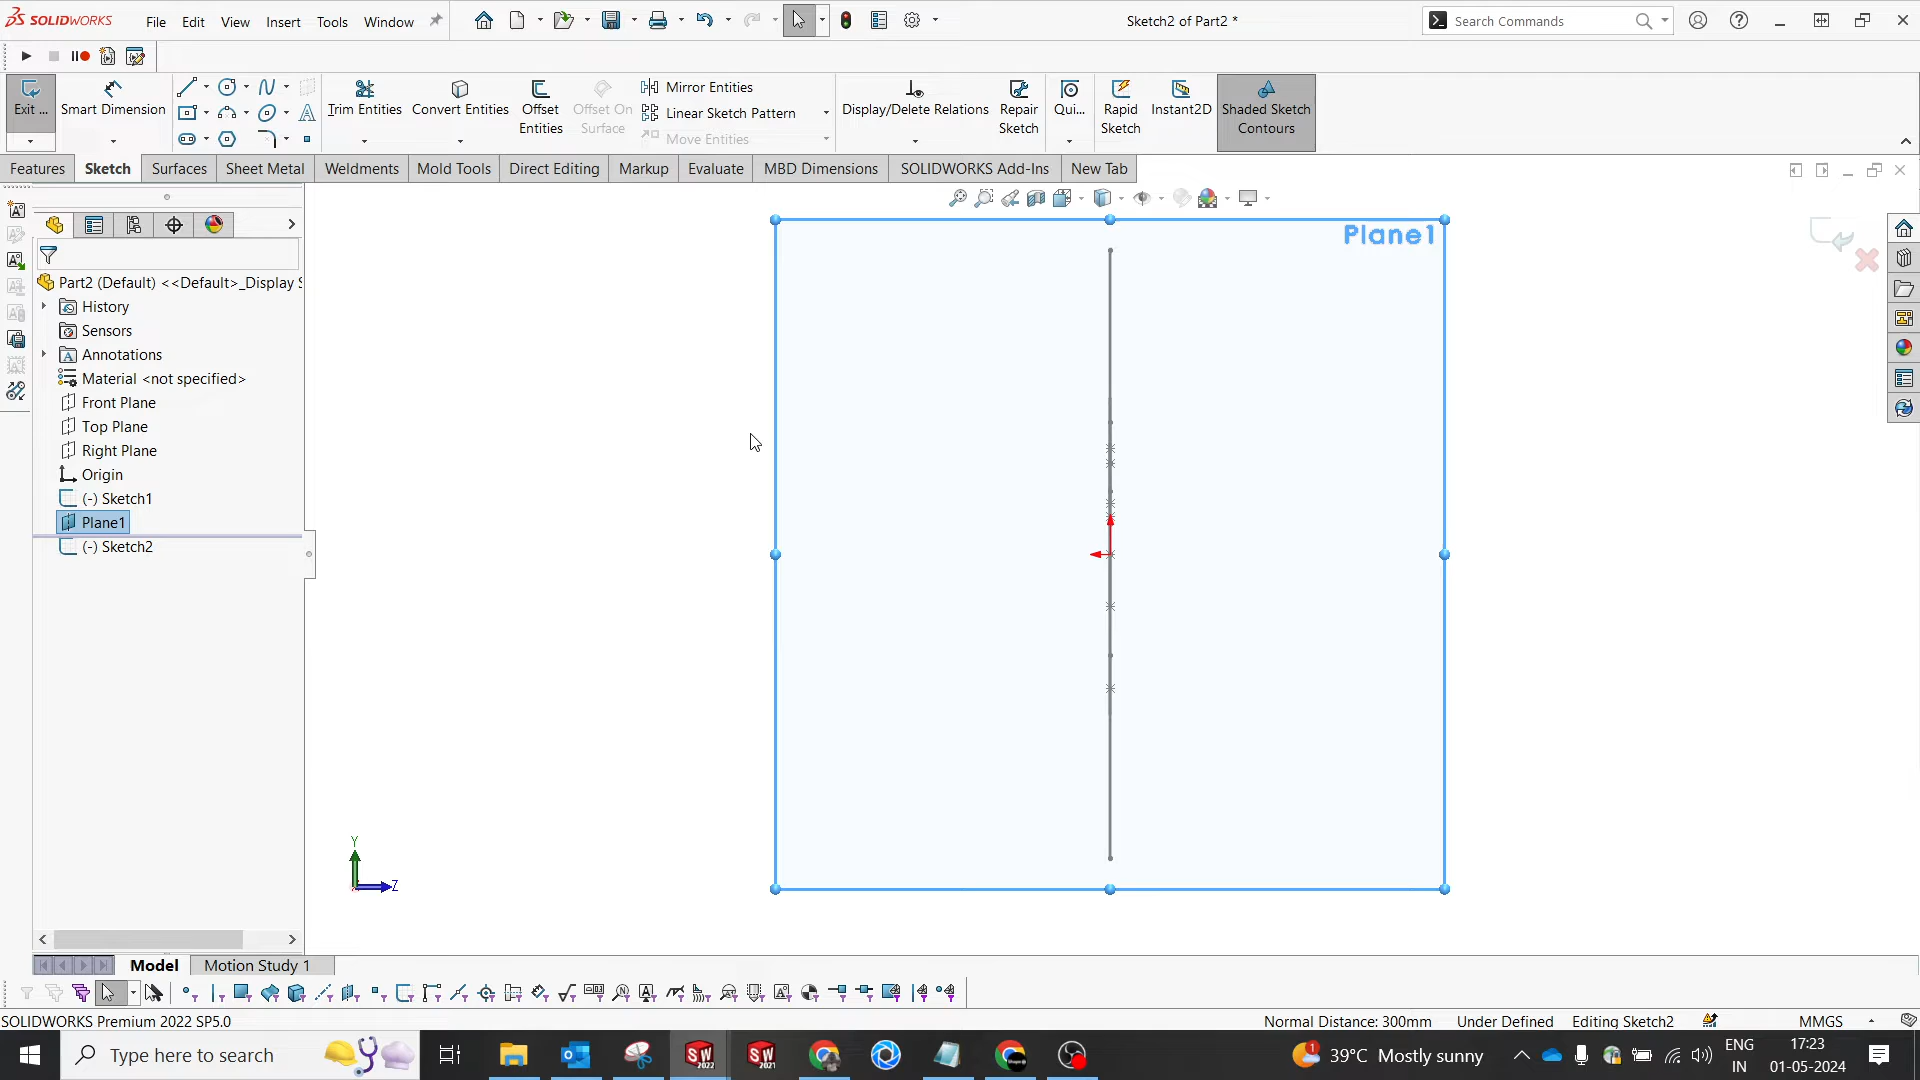 SOLIDWORKS
File
Edit
View
Insert
Tools
Window
Sketch2 of Part2 *
Search Commands
Exit ...
Smart Dimension
Trim Entities
Convert Entities
Offset
Entities
Offset On
Surface
Mirror Entities
Linear Sketch Pattern
Move Entities
Display/Delete Relations
Repair
Sketch
Qui...
Rapid
Sketch
Instant2D
Shaded Sketch
Contours
Features
Sketch
Surfaces
Sheet Metal
Weldments
Mold Tools
Direct Editing
Markup
Evaluate
MBD Dimensions
SOLIDWORKS Add-Ins
New Tab
Part2 (Default) <<Default>_Display S
History
Sensors
Annotations
Material <not specified>
Front Plane
Top Plane
Right Plane
Origin
(-) Sketch1
Plane1
(-) Sketch2
Plane1
Y
Z
Model
Motion Study 1
SOLIDWORKS Premium 2022 SP5.0
Normal Distance: 300mm
Under Defined
Editing Sketch2
MMGS
Type here to search
SW
2022
SW
2021
1
39°C Mostly sunny
ENG
IN
17:23
01-05-2024